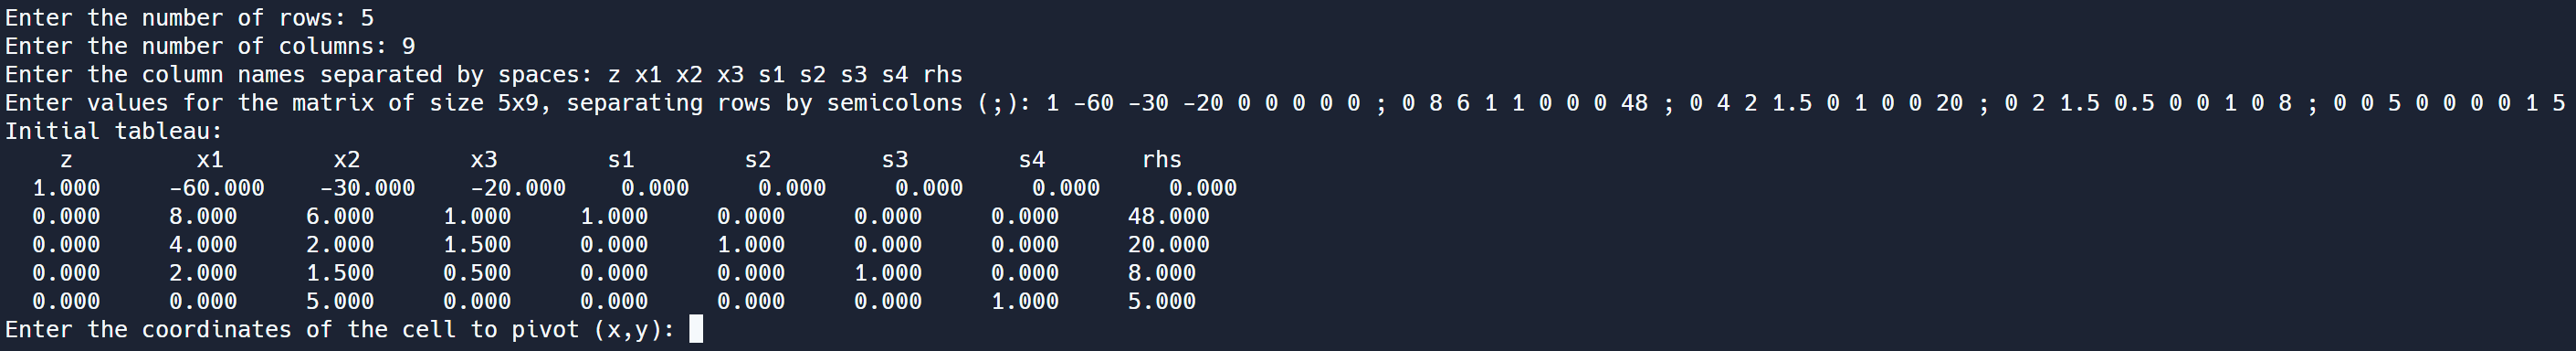 Enter the number of rows: 5
Enter the number of columns: 9
Enter the column names separated by spaces: z x1 x2 x3 s1 s2 s3 s4 rhs
Enter values for the matrix of size 5x9, separating rows by semicolons (;): 1 -60 -30 -20 0 0 0 0 0 ; 0 8 6 1 1 0 0 0 48 ; 0 4 2 1.5 0 1 0 0 20 ; 0 2 1.5 0.5 0 0 1 0 8 ; 0 0 5 0 0 0 0 1 5
Initial tableau:
z x1 x2 x3 s1 s2 s3 s4 rhs
1.000 -60.000 -30.000 -20.000 0.000 0.000 0.000 0.000 0.000
0.000 8.000 6.000 1.000 1.000 0.000 0.000 0.000 48.000
0.000 4.000 2.000 1.500 0.000 1.000 0.000 0.000 20.000
0.000 2.000 1.500 0.500 0.000 0.000 1.000 0.000 8.000
0.000 0.000 5.000 0.000 0.000 0.000 0.000 1.000 5.000
Enter the coordinates of the cell to pivot (x,y):